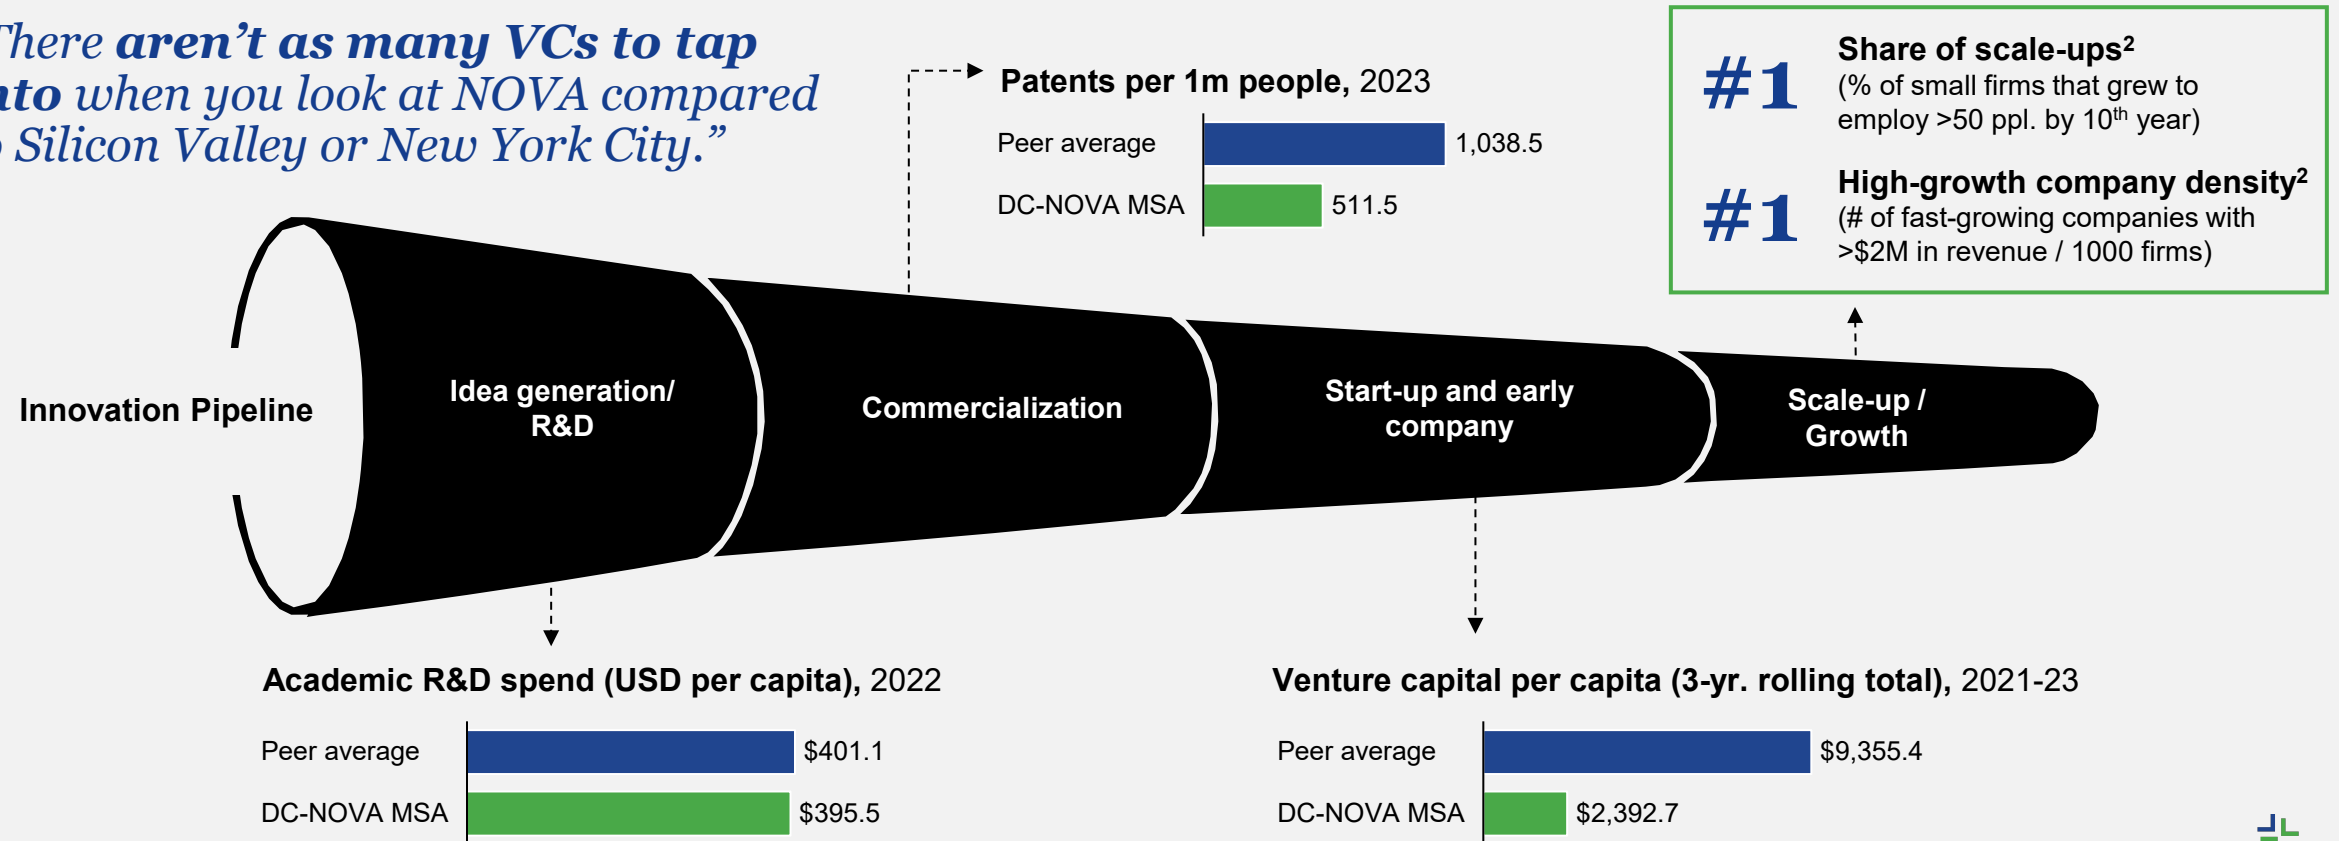 There aren't as many VCs to tap
when you look at NOVA compared
Silicon Valley or New York City.”
Patents per 1m people, 2023
Peer average 1,038.5
DC-NOVA MSA 511.5
#1 Share of scale-ups²
(% of small firms that grew to
employ >50 ppl. by 10th year)
#1 High-growth company density²
(# of fast-growing companies with
>$2M in revenue / 1000 firms)
Innovation Pipeline
Idea generation/
R&D
Commercialization
Start-up and early
company
Scale-up /
Growth
Academic R&D spend (USD per capita), 2022
Peer average $401.1
DC-NOVA MSA $395.5
Venture capital per capita (3-yr. rolling total), 2021-23
Peer average $9,355.4
DC-NOVA MSA $2,392.7